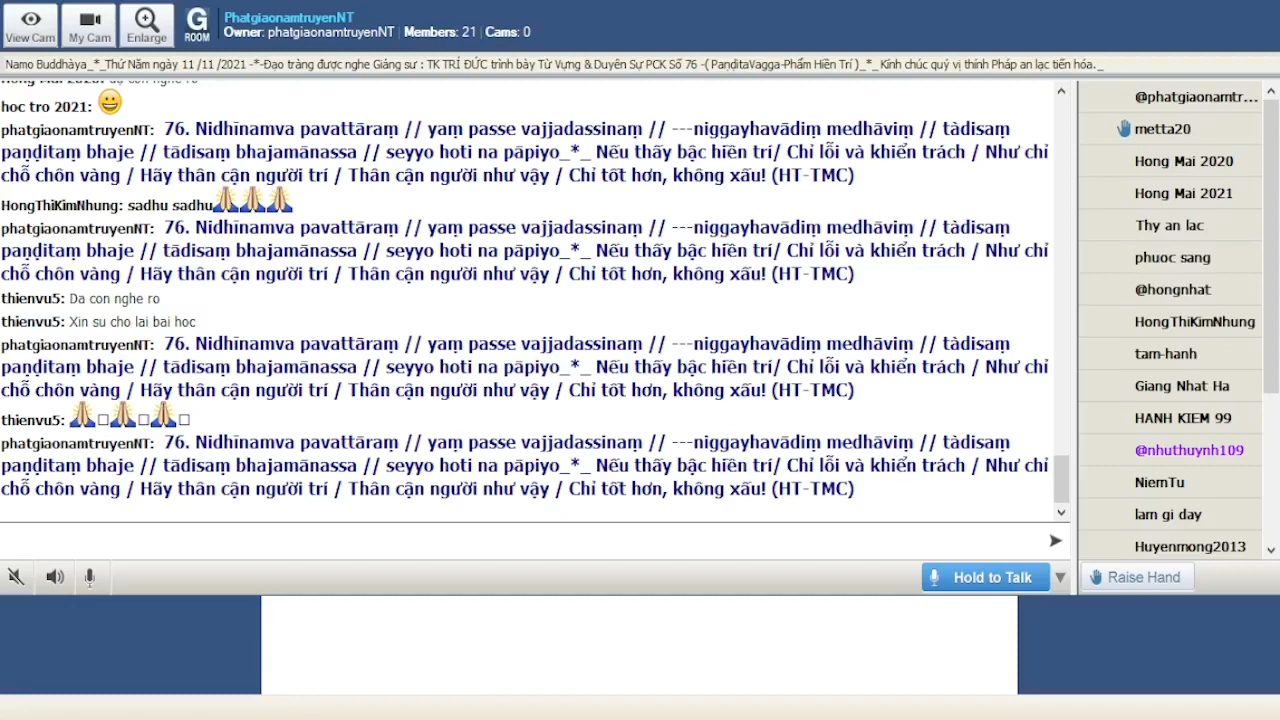 View Cam
My Cam
Enlarge
G
ROOM
PhatgiaonamtruyenNT
Owner: phatgiaonamtruyenNT | Members: 21 | Cams: 0
Namo Buddhàya_*_Thứ Năm ngày 11 /11 /2021 -*-Đạo tràng được nghe Giảng sư : TK TRÍ ĐỨC trình bày Từ Vựng & Duyên Sự PCK Số 76 -( PaṇḍitaVagga-Phẩm Hiền Trí )_*_ Kính chúc quý vị thính Pháp an lạc tiến hóa. _
hoc tro 2021:
phatgiaonamtruyenNT: 76. Nidhīnamva pavattāraṃ // yaṃ passe vajjadassinaṃ // ---niggayhavādiṃ medhāviṃ // tàdisaṃ
paṇḍitaṃ bhaje // tādisaṃ bhajamānassa // seyyo hoti na pāpiyo_*_ Nếu thấy bậc hiền trí/ Chỉ lỗi và khiển trách / Như chỉ
chỗ chôn vàng / Hãy thân cận người trí / Thân cận người như vậy / Chỉ tốt hơn, không xấu! (HT-TMC)
HongThiKimNhung: sadhu sadhu
phatgiaonamtruyenNT: 76. Nidhīnamva pavattāraṃ // yaṃ passe vajjadassinaṃ // ---niggayhavādiṃ medhāviṃ // tàdisaṃ
paṇḍitaṃ bhaje // tādisaṃ bhajamānassa // seyyo hoti na pāpiyo_*_ Nếu thấy bậc hiền trí/ Chỉ lỗi và khiển trách / Như chỉ
chỗ chôn vàng / Hãy thân cận người trí / Thân cận người như vậy / Chỉ tốt hơn, không xấu! (HT-TMC)
thienvu5: Da con nghe ro
thienvu5: Xin su cho lai bai hoc
phatgiaonamtruyenNT: 76. Nidhīnamva pavattāraṃ // yaṃ passe vajjadassinaṃ // ---niggayhavādiṃ medhāviṃ // tàdisaṃ
paṇḍitaṃ bhaje // tādisaṃ bhajamānassa // seyyo hoti na pāpiyo_*_ Nếu thấy bậc hiền trí/ Chỉ lỗi và khiển trách / Như chỉ
chỗ chôn vàng / Hãy thân cận người trí / Thân cận người như vậy / Chỉ tốt hơn, không xấu! (HT-TMC)
thienvu5:
phatgiaonamtruyenNT: 76. Nidhīnamva pavattāraṃ // yaṃ passe vajjadassinaṃ // ---niggayhavādiṃ medhāviṃ // tàdisaṃ
paṇḍitaṃ bhaje // tādisaṃ bhajamānassa // seyyo hoti na pāpiyo_*_ Nếu thấy bậc hiền trí/ Chỉ lỗi và khiển trách / Như chỉ
chỗ chôn vàng / Hãy thân cận người trí / Thân cận người như vậy / Chỉ tốt hơn, không xấu! (HT-TMC)
Hold to Talk
@phatgiaonamtr...
metta20
Hong Mai 2020
Hong Mai 2021
Thy an lac
phuoc sang
@hongnhat
HongThiKimNhung
tam-hanh
Giang Nhat Ha
HANH KIEM 99
@nhuthuynh109
NiemTu
lam gi day
Huyenmong2013
Raise Hand